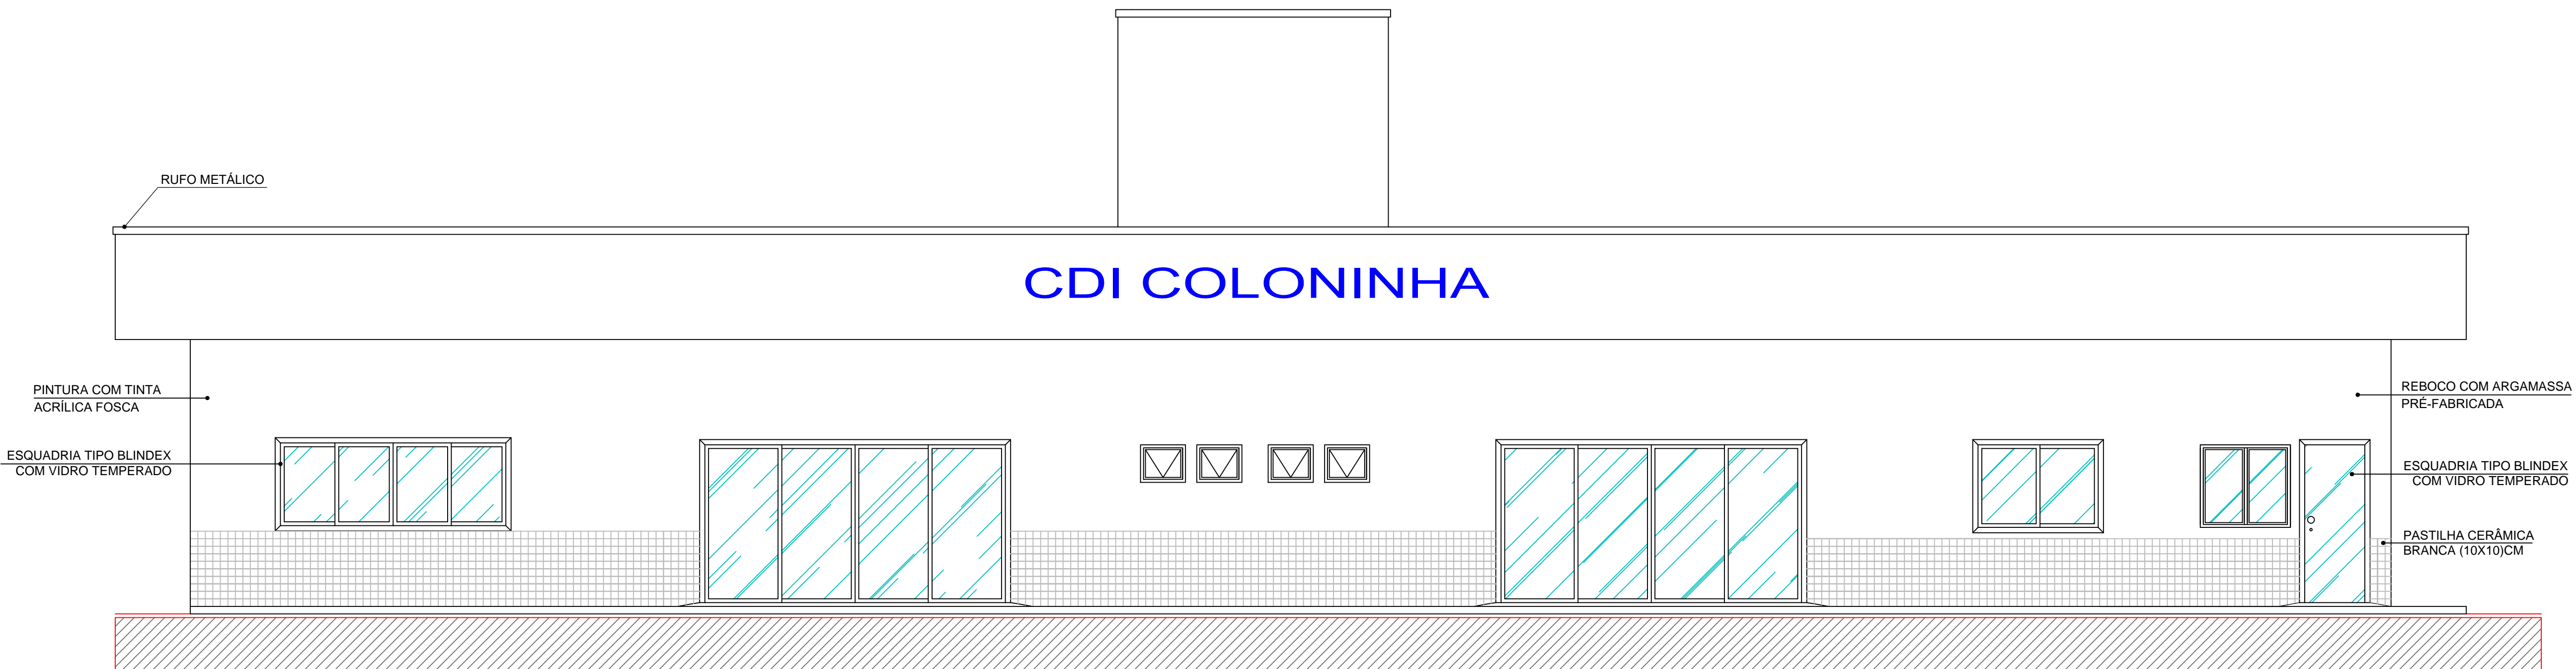 RUFO METÁLICO
CDI COLONINHA
PINTURA COM TINTA
ACRÍLICA FOSCA
REBOCO COM ARGAMASSA
PRÉ-FABRICADA
ESQUADRIA TIPO BLINDEX
COM VIDRO TEMPERADO
ESQUADRIA TIPO BLINDEX
COM VIDRO TEMPERADO
PASTILHA CERÂMICA
BRANCA (10X10)CM